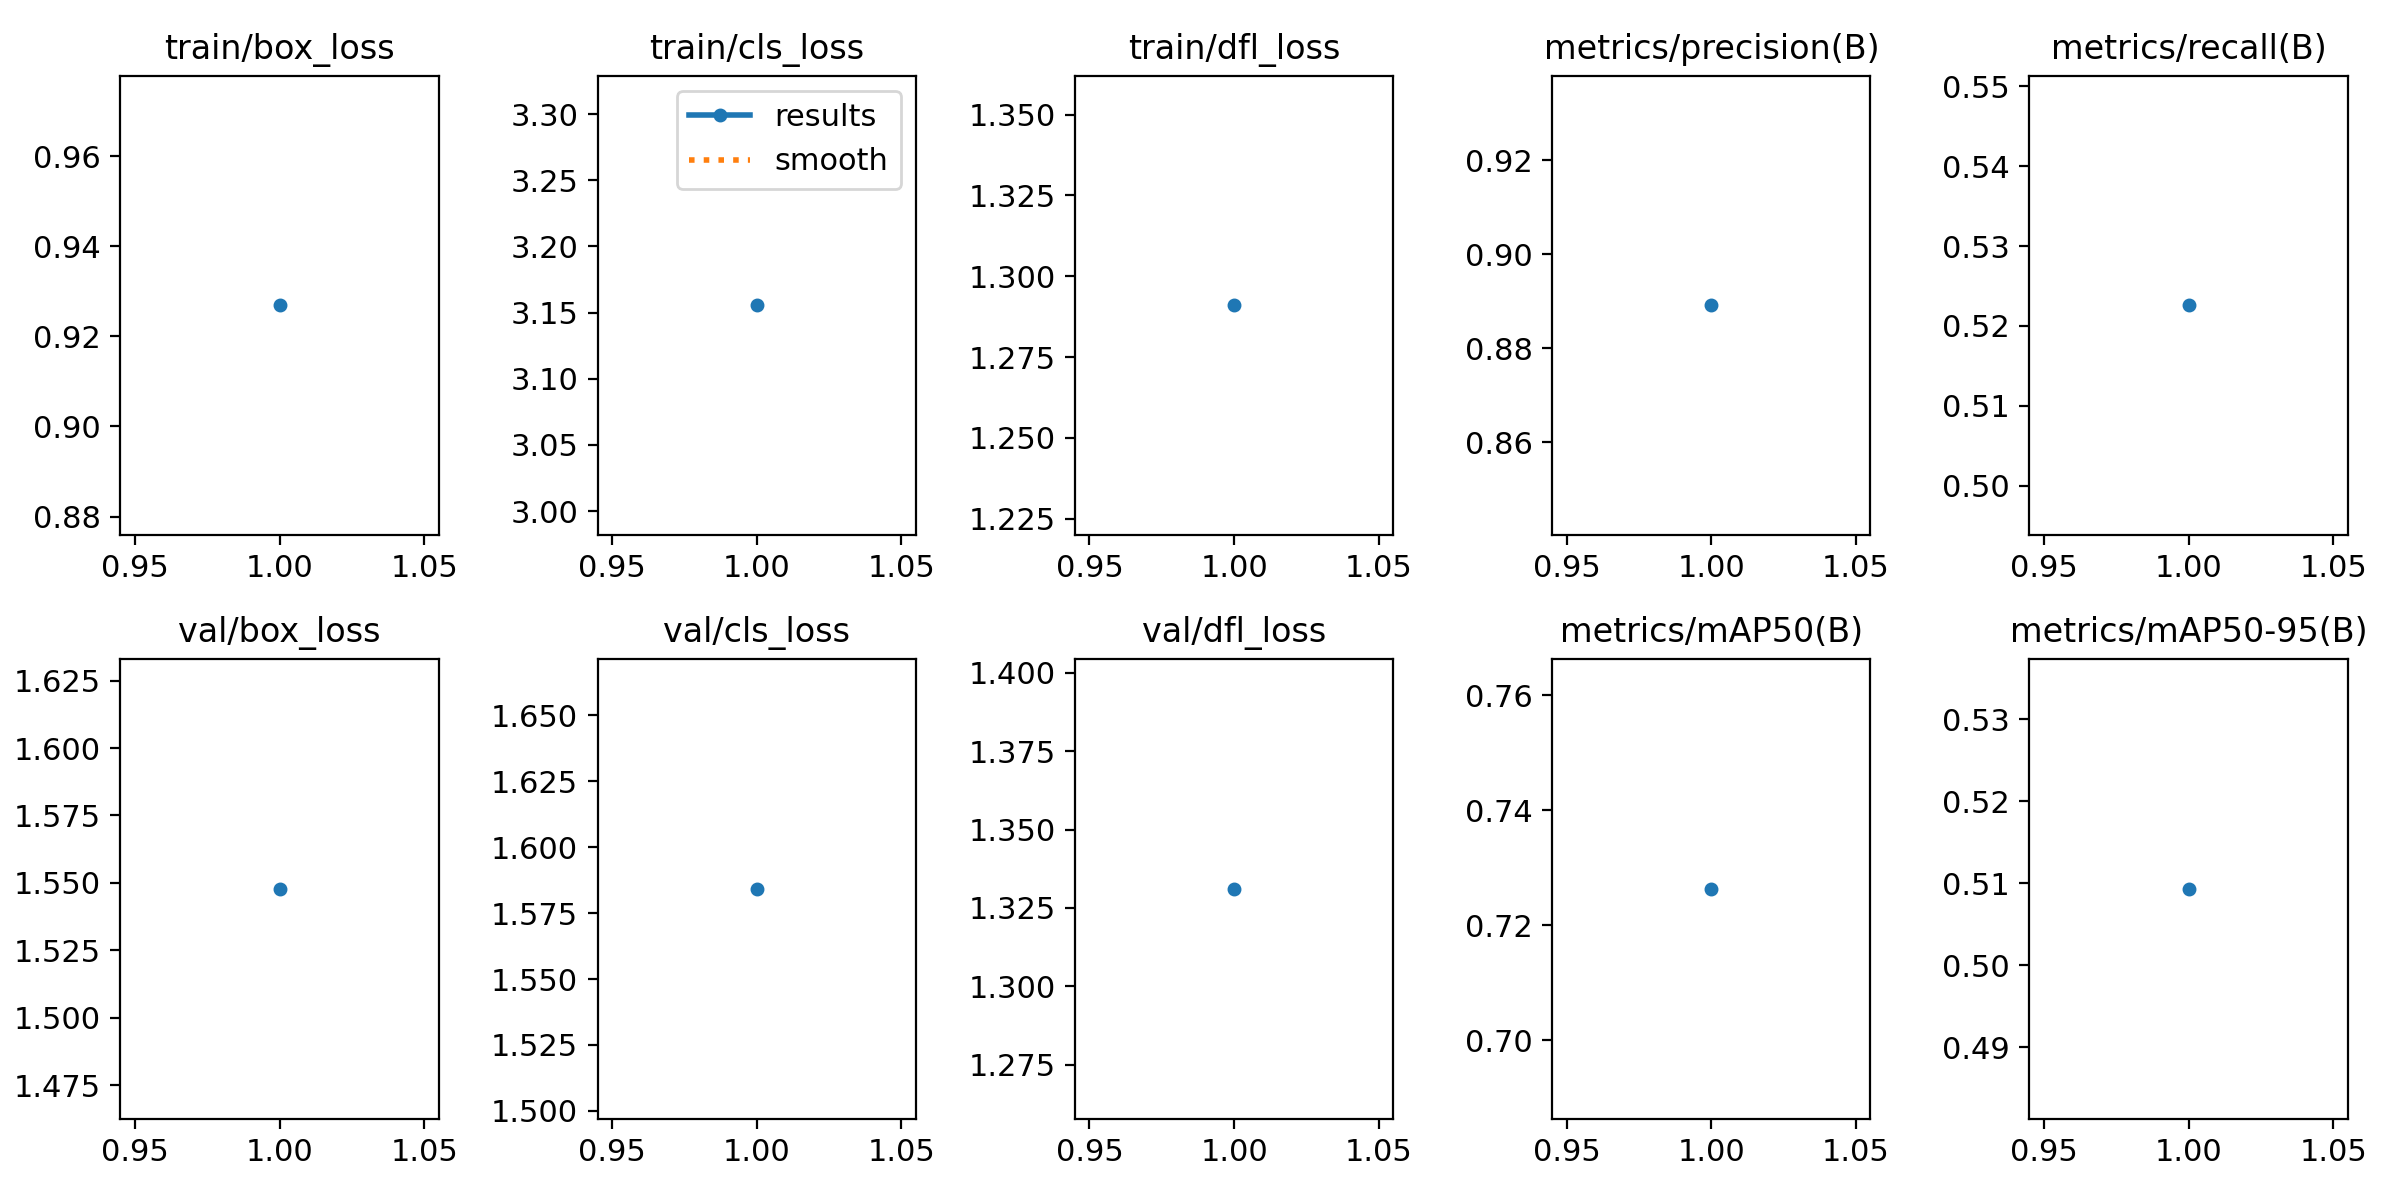 train/box_loss
0.96
0.94
0.92
0.90
0.88
0.95 1.00 1.05
train/cls_loss
results
smooth
3.30
3.25
3.20
3.15
3.10
3.05
3.00
0.95 1.00 1.05
train/dfl_loss
1.350
1.325
1.300
1.275
1.250
1.225
0.95 1.00 1.05
metrics/precision(B)
0.92
0.90
0.88
0.86
0.95 1.00 1.05
metrics/recall(B)
0.55
0.54
0.53
0.52
0.51
0.50
0.95 1.00 1.05
val/box_loss
1.625
1.600
1.575
1.550
1.525
1.500
1.475
0.95 1.00 1.05
val/cls_loss
1.650
1.625
1.600
1.575
1.550
1.525
1.500
0.95 1.00 1.05
val/dfl_loss
1.400
1.375
1.350
1.325
1.300
1.275
0.95 1.00 1.05
metrics/mAP50(B)
0.76
0.74
0.72
0.70
0.95 1.00 1.05
metrics/mAP50-95(B)
0.53
0.52
0.51
0.50
0.49
0.95 1.00 1.05